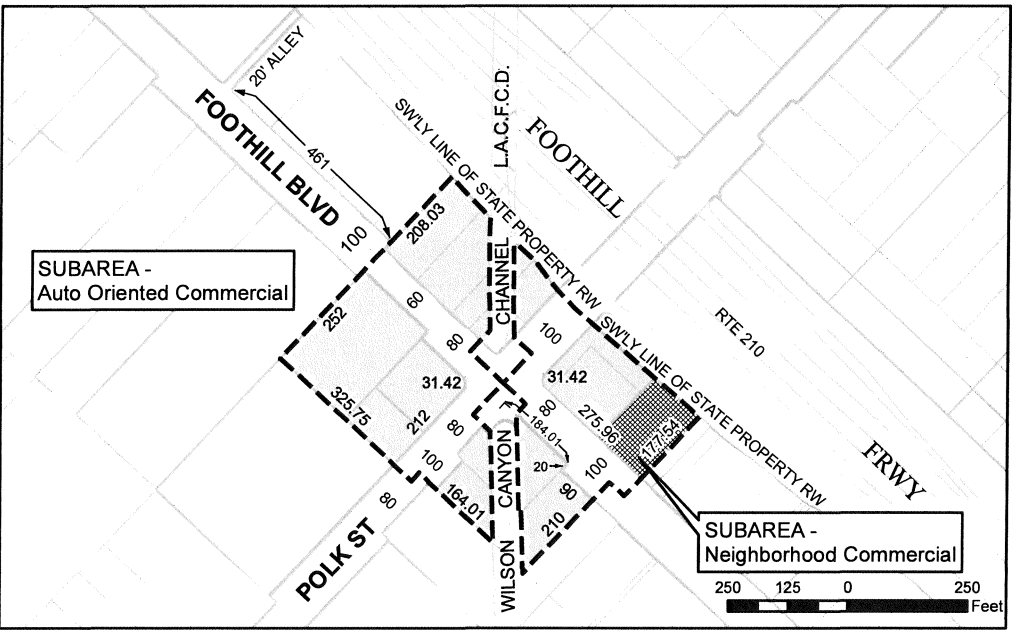 20' ALLEY
FOOTHILL BLVD
461
L.A.C.F.C.D.
FOOTHILL
SW'LY LINE OF STATE PROPERTY RW
208.03
100
SUBAREA -
Auto Oriented Commercial
CHANNEL
60
252
80
100
SW'LY LINE OF STATE PROPERTY RW
RTE 210
31.42
31.42
325.75
212
80
80
184.01
275.96
177.54
100
80
CANYON
20
100
90
164.01
210
FRWY
POLK ST
WILSON
SUBAREA -
Neighborhood Commercial
250 125 0 250
Feet